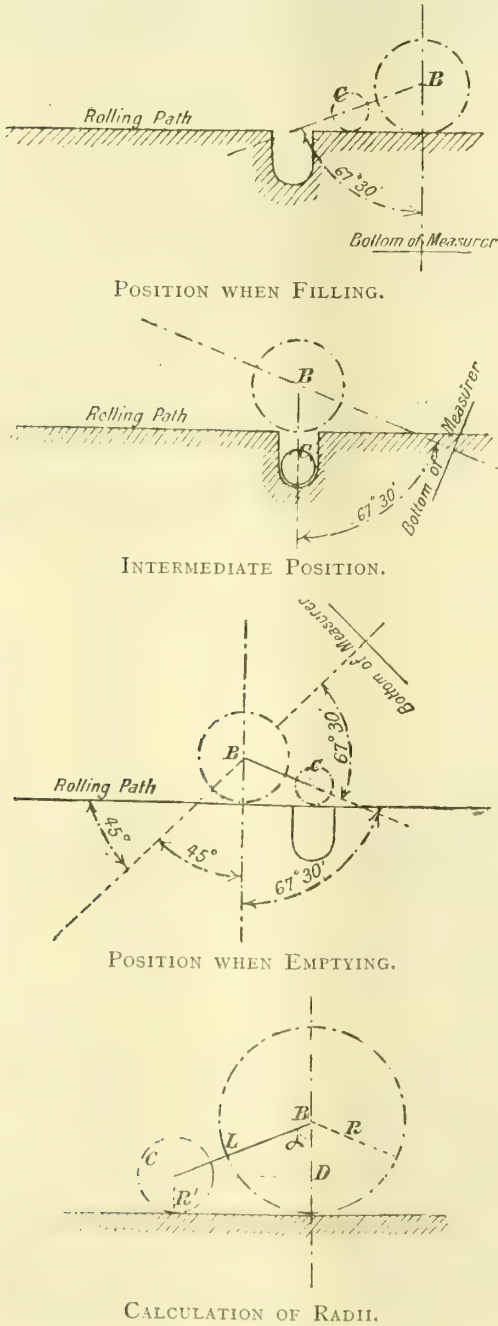 B
C
Rolling Path
67°30'
Bottom of Measurer
POSITION WHEN FILLING.
B
Rolling Path
C
67°30'
Bottom of Measurer
INTERMEDIATE POSITION.
Bottom of Measurer
67°30
B
C
Rolling Path
45°
45°
67°30'
POSITION WHEN EMPTYING.
B
R
C
L
D
R'
CALCULATION OF RADII.